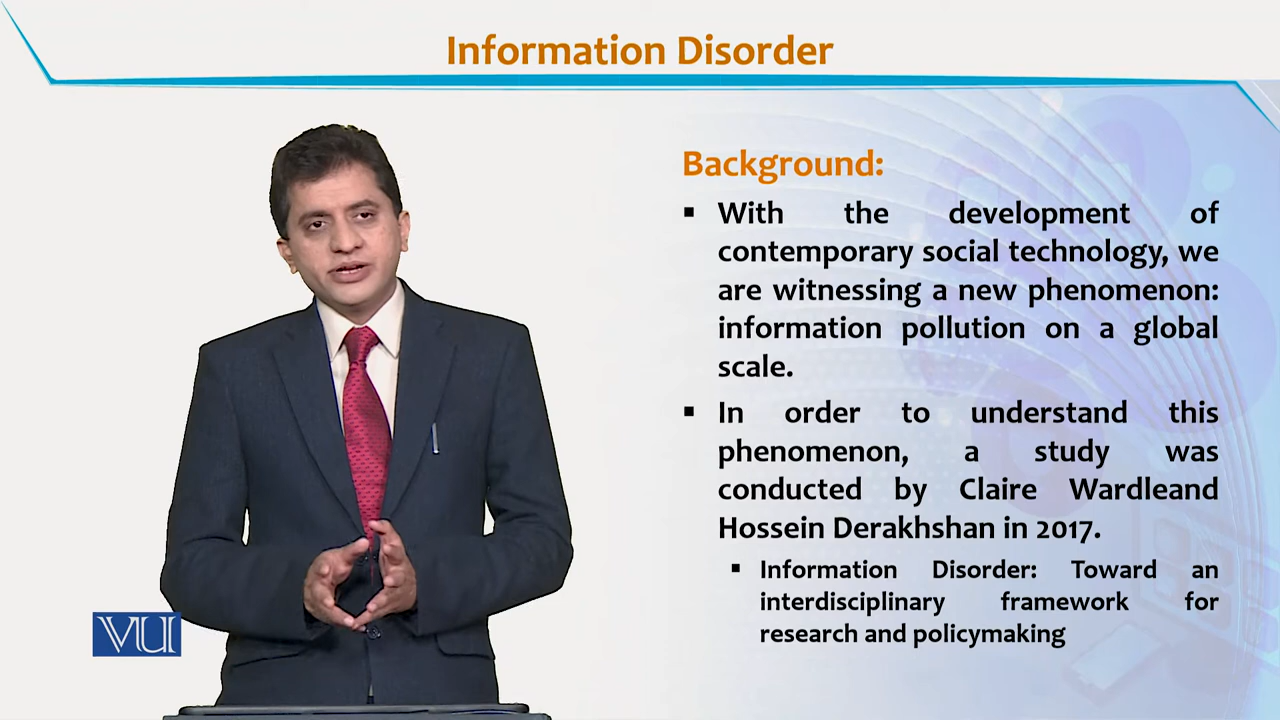 Information Disorder
Background:
▪ With the development of
contemporary social technology, we
are witnessing a new phenomenon:
information pollution on a global
scale.
▪ In order to understand this
phenomenon, a study was
conducted by Claire Wardleand
Hossein Derakhshan in 2017.
▪ Information Disorder: Toward an
interdisciplinary framework for
research and policymaking
VU